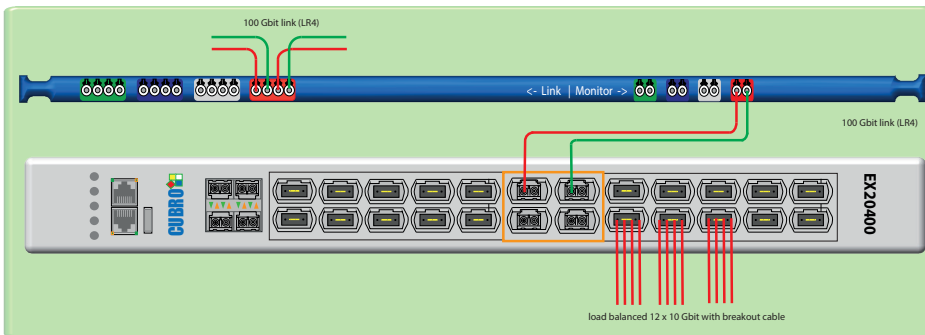 100 Gbit link (LR4)
<- Link | Monitor ->
100 Gbit link (LR4)
CUBRO
EX20400
load balanced 12 x 10 Gbit with breakout cable